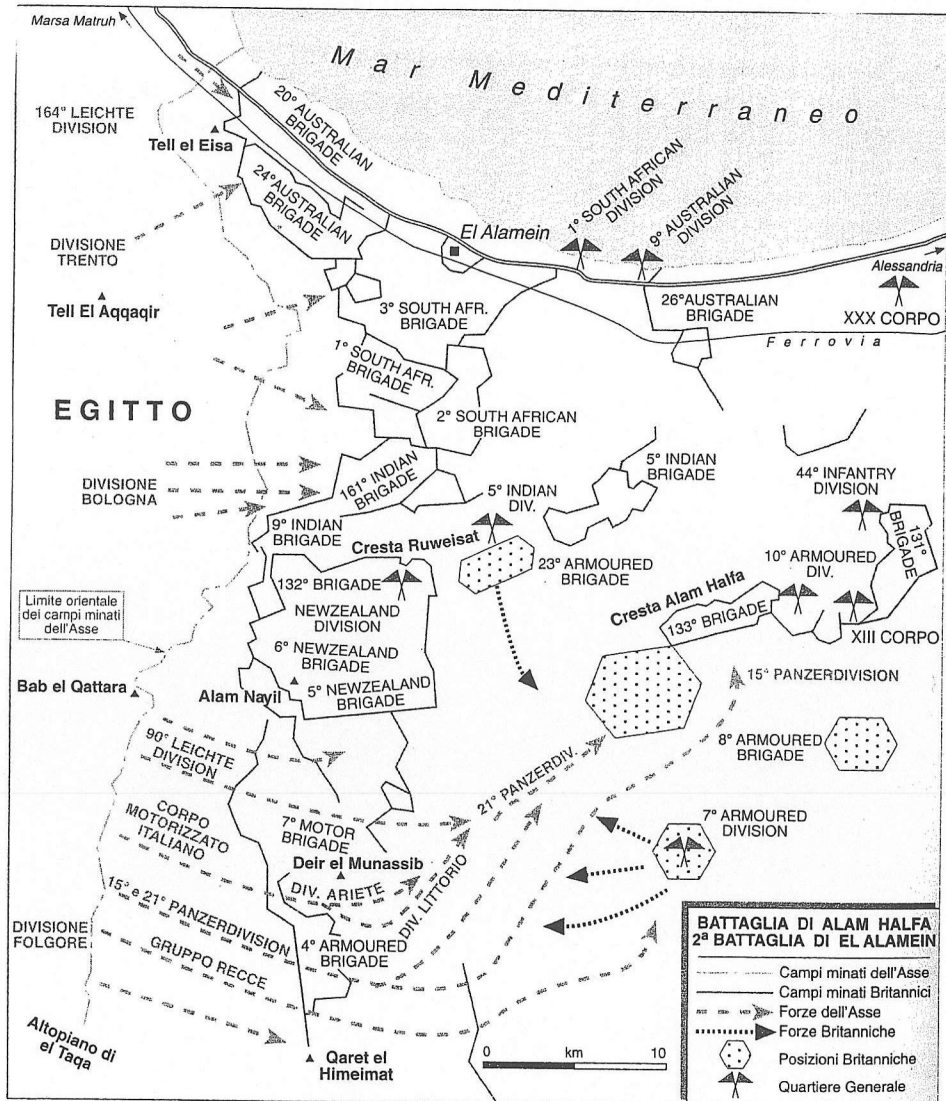 Marsa Matruh
Mar Mediterraneo
164° LEICHTE
DIVISION
20° AUSTRALIAN
BRIGADE
Tell el Eisa
24° AUSTRALIAN
BRIGADE
1° SOUTH AFRICAN
DIVISION
9° AUSTRALIAN
DIVISION
El Alamein
DIVISIONE
TRENTO
Alessandria
Tell El Aqqaqir
3° SOUTH AFR.
BRIGADE
26° AUSTRALIAN
BRIGADE
XXX CORPO
Ferrovia
1° SOUTH AFR.
BRIGADE
EGITTO
2° SOUTH AFRICAN
BRIGADE
DIVISIONE
BOLOGNA
161° INDIAN
BRIGADE
5° INDIAN
DIV.
5° INDIAN
BRIGADE
44° INFANTRY
DIVISION
9° INDIAN
BRIGADE
Cresta Ruweisat
131°
BRIGADE
132° BRIGADE
23° ARMOURED
BRIGADE
10° ARMOURED
DIV.
Cresta Alam Halfa
NEWZEALAND
DIVISION
133° BRIGADE
XIII CORPO
Limite orientale
dei campi minati
dell'Asse
6° NEWZEALAND
BRIGADE
Bab el Qattara
Alam Nayil
5° NEWZEALAND
BRIGADE
15° PANZERDIVISION
90° LEICHTE
DIVISION
21° PANZERDIV.
8° ARMOURED
BRIGADE
CORPO
MOTORIZZATO
ITALIANO
7° MOTOR
BRIGADE
7° ARMOURED
DIVISION
Deir el Munassib
DIV. ARIETE
DIV. LITTORIO
15° e 21° PANZERDIVISION
DIVISIONE
FOLGORE
GRUPPO RECCE
4° ARMOURED
BRIGADE
Altopiano di
el Taqa
Qaret el
Himeimat
0 km 10
BATTAGLIA DI ALAM HALFA
2ª BATTAGLIA DI EL ALAMEIN
Campi minati dell'Asse
Campi minati Britannici
Forze dell'Asse
Forze Britanniche
Posizioni Britanniche
Quartiere Generale